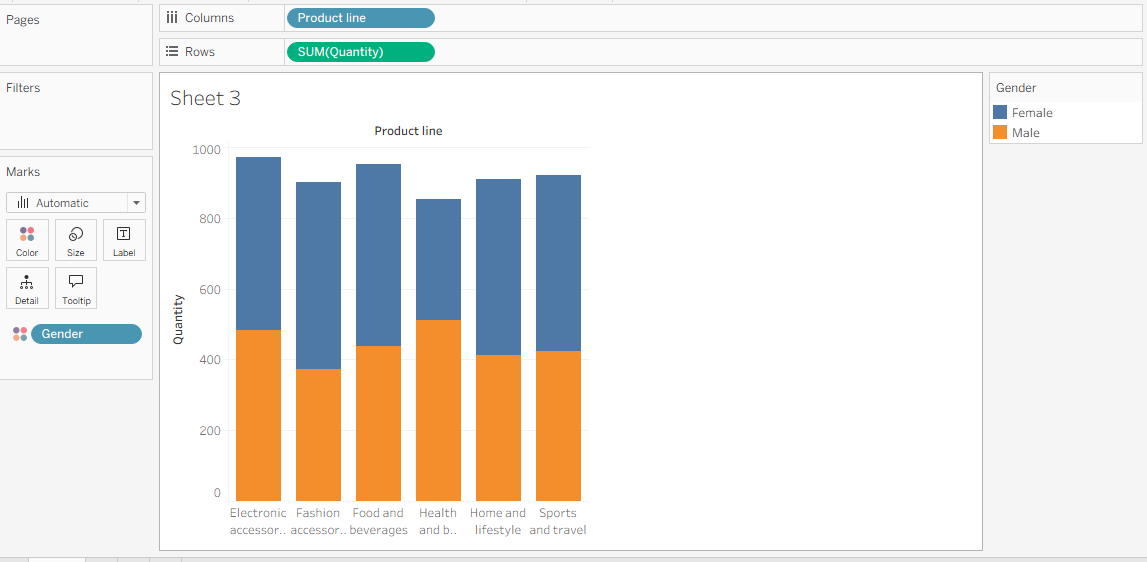 Pages
Columns
Product line
Rows
SUM(Quantity)
Filters
Marks
Automatic
Color
Size
Label
Detail
Tooltip
Gender
Sheet 3
Product line
1000
800
600
400
200
0
Quantity
Electronic accessor..
Fashion accessor..
Food and beverages
Health and b..
Home and lifestyle
Sports and travel
Gender
Female
Male